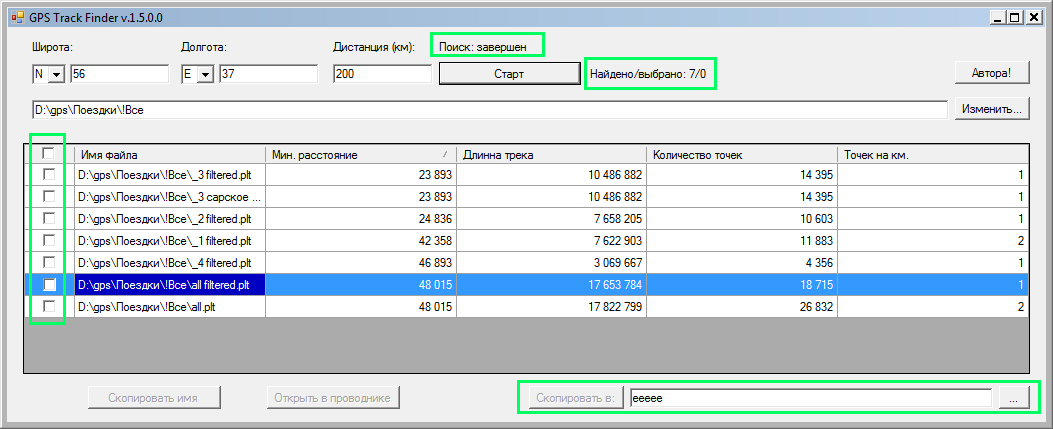 GPS Track Finder v.1.5.0.0
Широта: Долгота: Дистанция (км): Поиск: завершен
N 56 E 37 200 Старт Найдено/выбрано: 7/0 Автора!
D:\gps\Поездки\!Все Изменить...
Имя файла Мин. расстояние Длинна трека Количество точек Точек на км.
D:\gps\Поездки\!Все\_3 filtered.plt 23 893 10 486 882 14 395 1
D:\gps\Поездки\!Все\_3 сарское ... 23 893 10 486 882 14 395 1
D:\gps\Поездки\!Все\_2 filtered.plt 24 836 7 658 205 10 603 1
D:\gps\Поездки\!Все\_1 filtered.plt 42 358 7 622 903 11 883 2
D:\gps\Поездки\!Все\_4 filtered.plt 46 893 3 069 667 4 356 1
D:\gps\Поездки\!Все\all filtered.plt 48 015 17 653 784 18 715 1
D:\gps\Поездки\!Все\all.plt 48 015 17 822 799 26 832 2
Скопировать имя Открыть в проводнике Скопировать в: eeeee ...